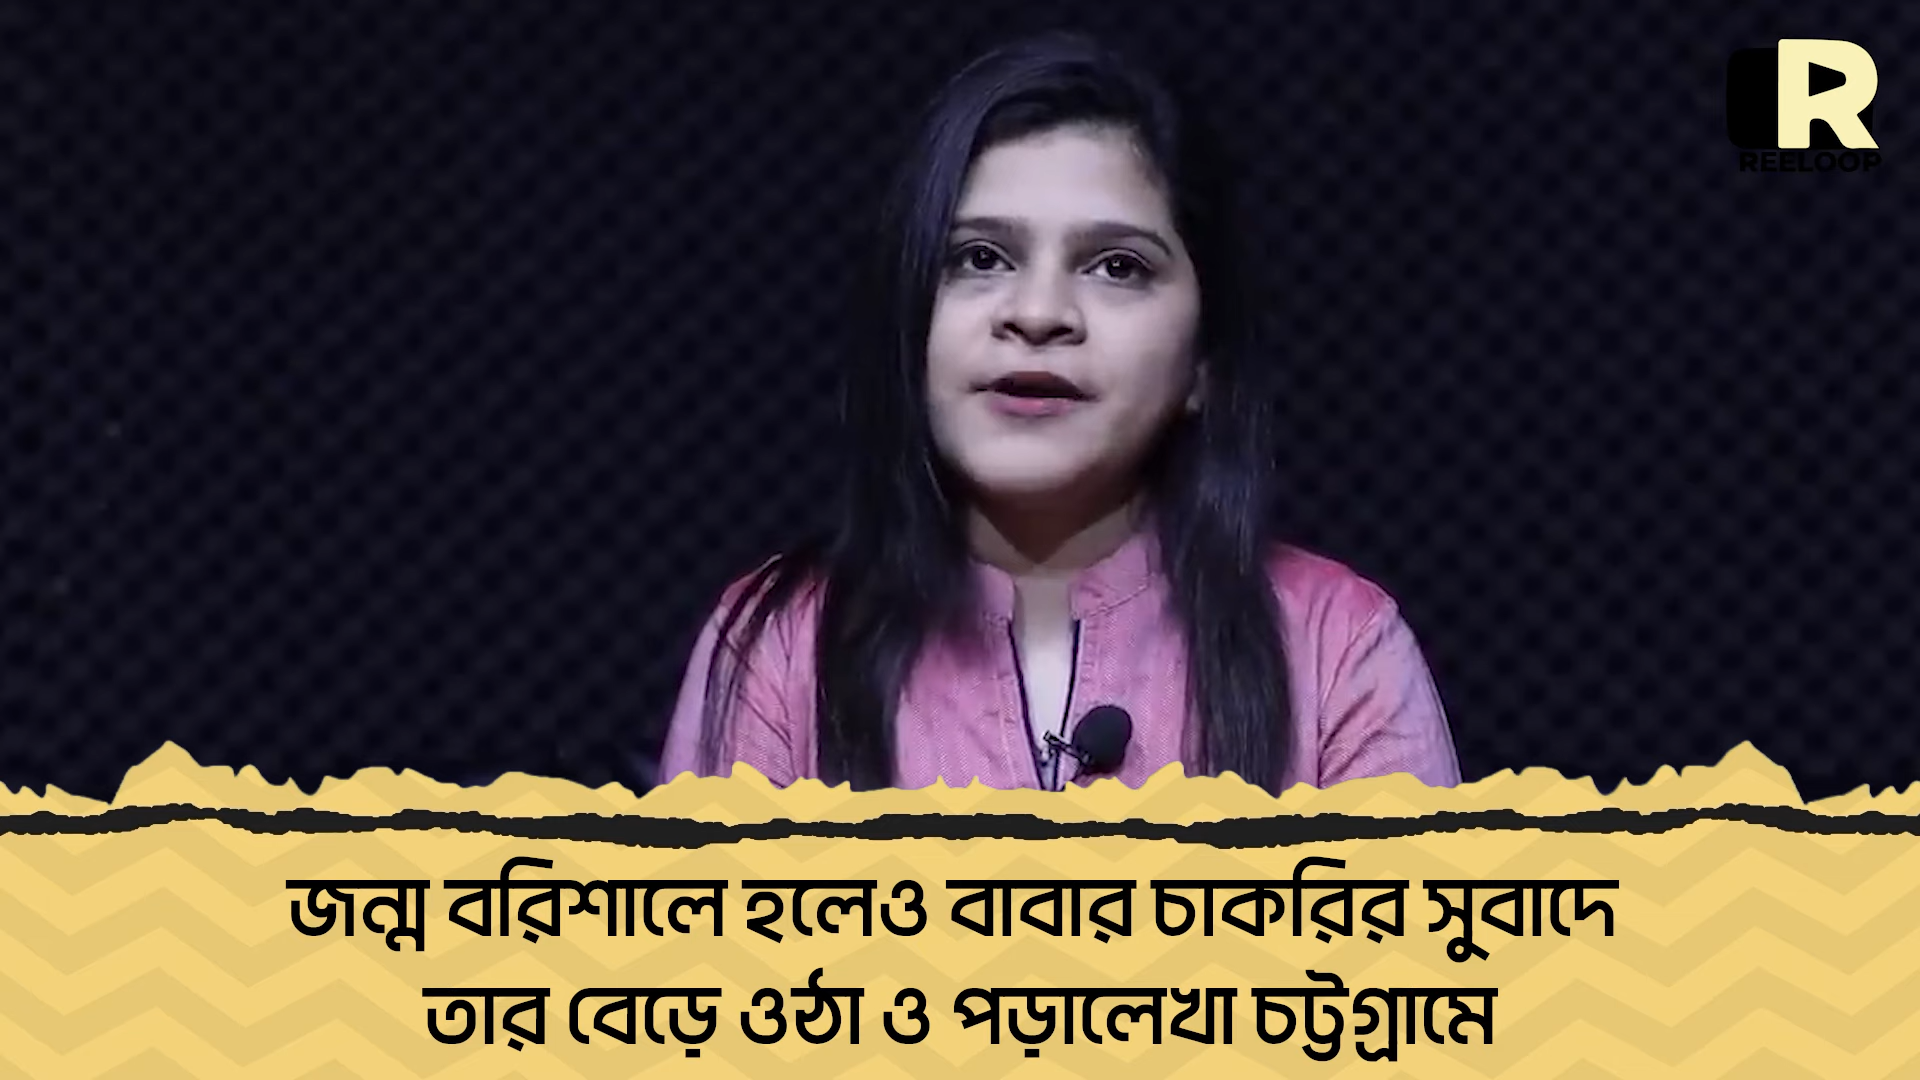 R
REELOOP
জন্ম বরিশালে হলেও বাবার চাকরির সুবাদে
তার বেড়ে ওঠা ও পড়ালেখা চট্টগ্রামে